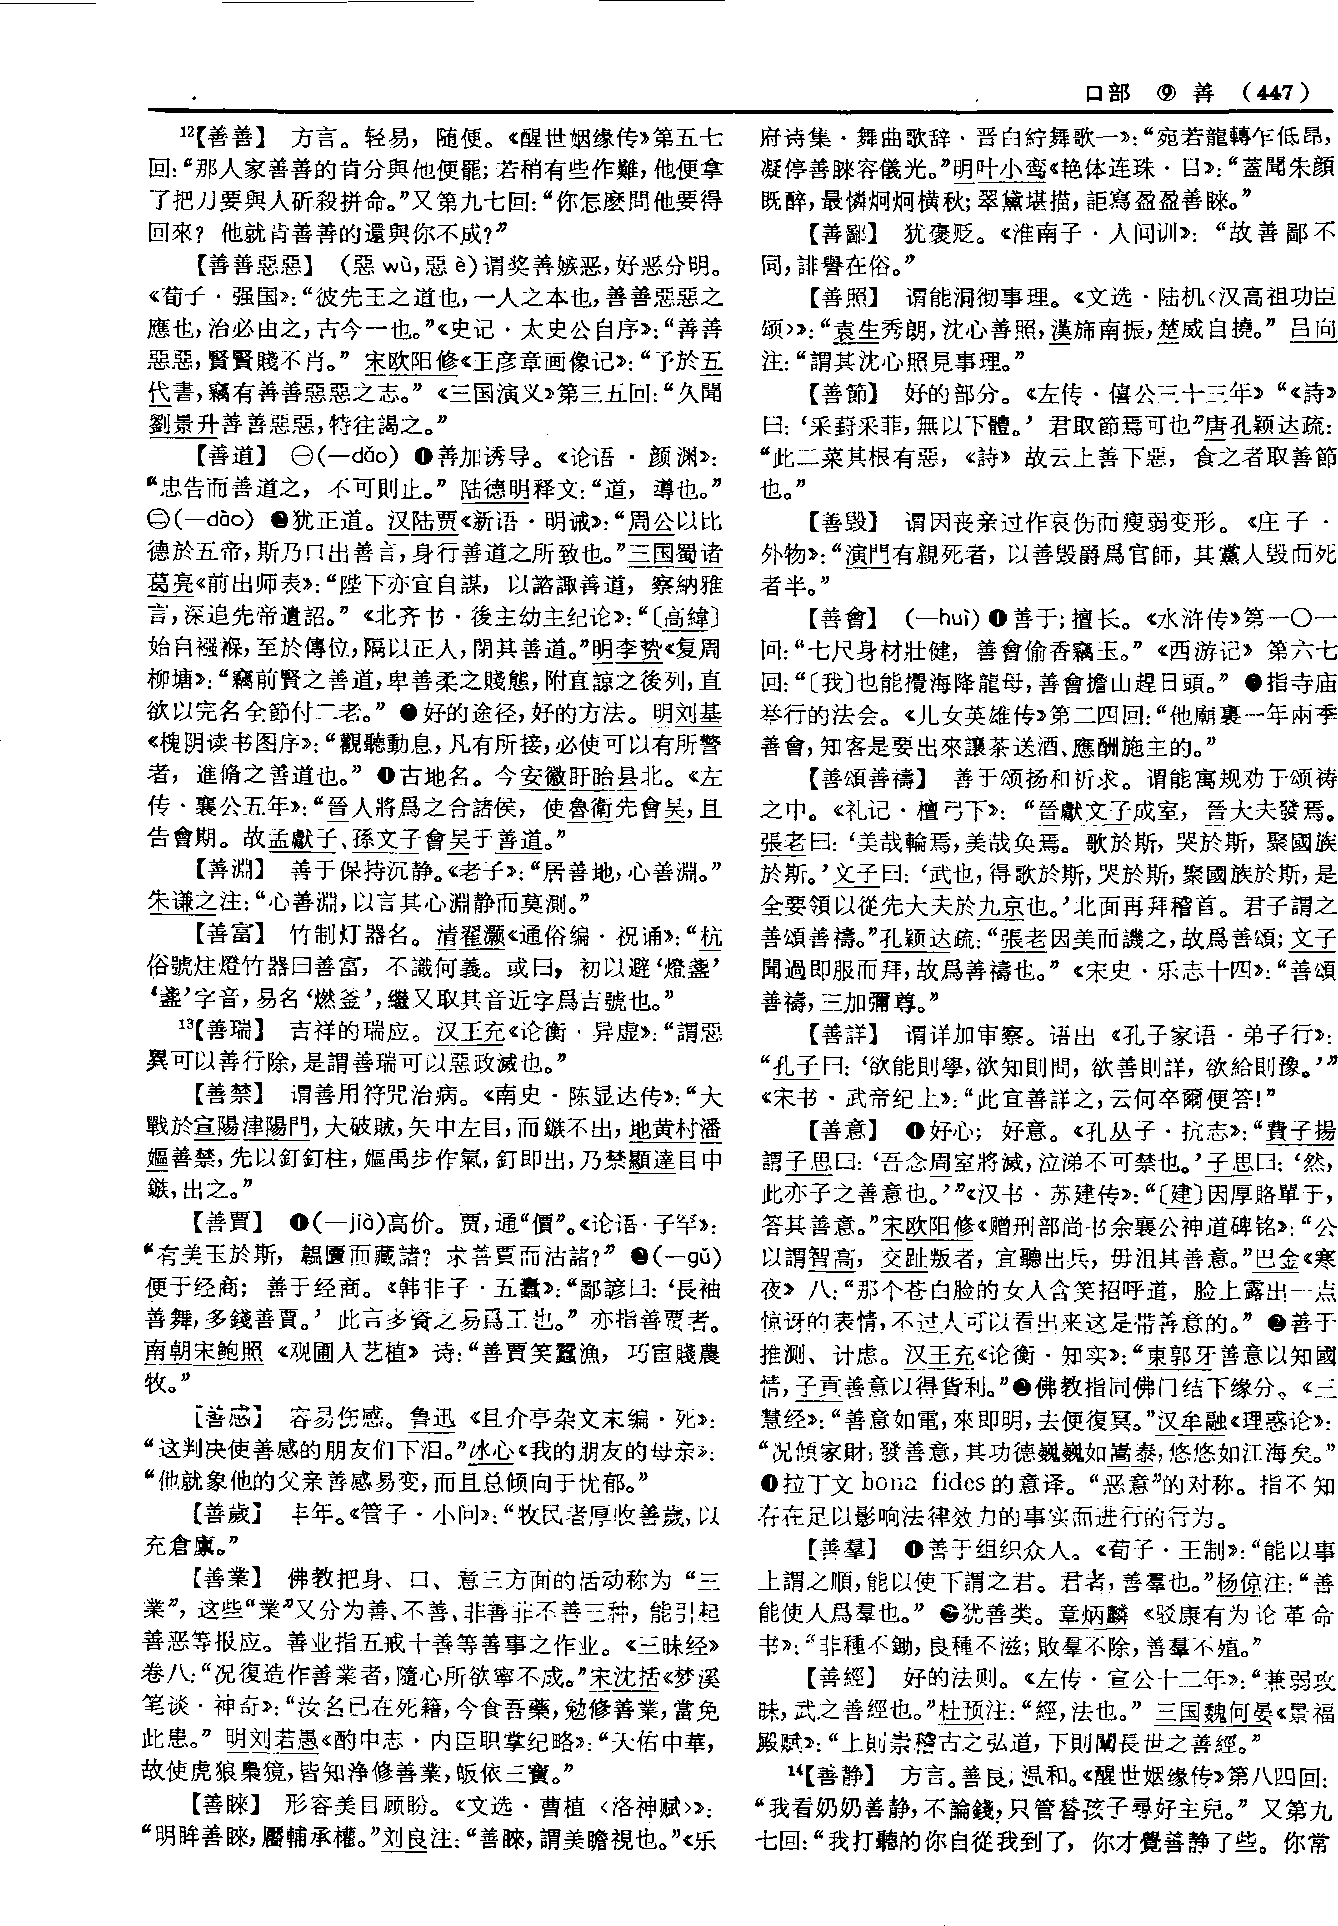 口部 ⑨ 善 （447）
¹²【善善】 方言。轻易，随便。《醒世姻缘传》第五七
回：“那人家善善的肯分與他便罷；若稍有些作難，他便拿
了把刀要與人斫殺拼命。”又第九七回：“你怎麽問他要得
回來？他就肯善善的還與你不成？”
【善善惡惡】 （惡 wù，惡 è）谓奖善嫉恶，好恶分明。
《荀子·强国》：“彼先王之道也，一人之本也，善善惡惡之
應也，治必由之，古今一也。”《史记·太史公自序》：“善善
惡惡，賢賢賤不肖。” 宋欧阳修《王彦章画像记》：“予於五
代書，竊有善善惡惡之志。” 《三国演义》第三五回：“久聞
劉景升善善惡惡，特往謁之。”
【善道】 ㊀（—dǎo）❶善加诱导。《论语·颜渊》：
“忠告而善道之，不可則止。” 陆德明释文：“道，導也。”
㊁（—dào）❷犹正道。汉陆贾《新语·明诫》：“周公以比
德於五帝，斯乃口出善言，身行善道之所致也。”三国蜀诸
葛亮《前出师表》：“陛下亦宜自謀，以諮諏善道，察納雅
言，深追先帝遺詔。” 《北齐书·後主幼主纪论》：“〔高緯〕
始自襁褓，至於傳位，隔以正人，閉其善道。”明李贽《复周
柳塘》：“竊前賢之善道，卑善柔之賤態，附直諒之後列，直
欲以完名全節付二老。” ❸好的途径，好的方法。明刘基
《槐阴读书图序》：“觀聽動息，凡有所接，必使可以有所警
者，進脩之善道也。” ❹古地名。今安徽盱眙县北。《左
传·襄公五年》：“晉人將爲之合諸侯，使魯衛先會吴，且
告會期。故孟獻子、孫文子會吴于善道。”
【善淵】 善于保持沉静。《老子》：“居善地，心善淵。”
朱谦之注：“心善淵，以言其心淵静而莫測。”
【善富】 竹制灯器名。清翟灏《通俗编·祝诵》：“杭
俗號炷燈竹器曰善富，不識何義。或曰，初以避‘燈盞’
‘盞’字音，易名‘燃釜’，繼又取其音近字爲吉號也。”
¹³【善瑞】 吉祥的瑞应。汉王充《论衡·异虚》：“謂惡
異可以善行除，是謂善瑞可以惡政滅也。”
【善禁】 谓善用符咒治病。《南史·陈显达传》：“大
戰於宣陽津陽門，大破賊，矢中左目，而鏃不出，地黄村潘
嫗善禁，先以釘釘柱，嫗禹步作氣，釘即出，乃禁顯達目中
鏃，出之。”
【善賈】 ❶（—jià）高价。贾，通“價”。《论语·子罕》：
“有美玉於斯，韞匵而藏諸？求善賈而沽諸？” ❷（—gǔ）
便于经商；善于经商。《韩非子·五蠹》：“鄙諺曰：‘長袖
善舞，多錢善賈。’此言多資之易爲工也。” 亦指善贾者。
南朝宋鲍照《观圃人艺植》诗：“善賈笑蠶漁，巧宦賤農
牧。”
【善感】 容易伤感。鲁迅《且介亭杂文末编·死》：
“这判决使善感的朋友们下泪。”冰心《我的朋友的母亲》：
“他就象他的父亲善感易变，而且总倾向于忧郁。”
【善歲】 丰年。《管子·小问》：“牧民者厚收善歲，以
充倉廩。”
【善業】 佛教把身、口、意三方面的活动称为“三
業”，这些“業”又分为善、不善、非善非不善三种，能引起
善恶等报应。善业指五戒十善等善事之作业。《三昧经》
卷八：“况復造作善業者，隨心所欲寧不成。”宋沈括《梦溪
笔谈·神奇》：“汝名已在死籍，今食吾藥，勉修善業，當免
此患。” 明刘若愚《酌中志·内臣职掌纪略》：“天佑中華，
故使虎狼梟獍，皆知浄修善業，皈依三寶。”
【善睞】 形容美目顾盼。《文选·曹植〈洛神赋〉》：
“明眸善睞，靨輔承權。”刘良注：“善睞，謂美瞻視也。”《乐
府诗集·舞曲歌辞·晋白紵舞歌一》：“宛若龍轉乍低昂，
凝停善睞容儀光。”明叶小鸾《艳体连珠·目》：“蓋聞朱顔
既醉，最憐炯炯横秋；翠黛堪描，詎寫盈盈善睞。”
【善鄙】 犹褒贬。《淮南子·人间训》：“故善鄙不
同，誹譽在俗。”
【善照】 谓能洞彻事理。《文选·陆机〈汉高祖功臣
颂〉》：“袁生秀朗，沈心善照，漢旆南振，楚威自撓。” 吕向
注：“謂其沈心照見事理。”
【善節】 好的部分。《左传·僖公三十三年》“《詩》
曰：‘采葑采菲，無以下體。’君取節焉可也”唐孔颖达疏：
“此二菜其根有惡，《詩》故云上善下惡，食之者取善節
也。”
【善毁】 谓因丧亲过作哀伤而瘦弱变形。《庄子·
外物》：“演門有親死者，以善毁爵爲官師，其黨人毁而死
者半。”
【善會】 （—huì）❶善于；擅长。《水浒传》第一〇一
回：“七尺身材壯健，善會偷香竊玉。” 《西游记》第六七
回：“〔我〕也能攪海降龍母，善會擔山趕日頭。” ❷指寺庙
举行的法会。《儿女英雄传》第二四回：“他廟裏一年兩季
善會，知客是要出來讓茶送酒、應酬施主的。”
【善頌善禱】 善于颂扬和祈求。谓能寓规劝于颂祷
之中。《礼记·檀弓下》：“晉獻文子成室，晉大夫發焉。
張老曰：‘美哉輪焉，美哉奂焉。歌於斯，哭於斯，聚國族
於斯。’文子曰：‘武也，得歌於斯，哭於斯，聚國族於斯，是
全要領以從先大夫於九京也。’北面再拜稽首。君子謂之
善頌善禱。”孔颖达疏：“張老因美而譏之，故爲善頌；文子
聞過即服而拜，故爲善禱也。” 《宋史·乐志十四》：“善頌
善禱，三加彌尊。”
【善詳】 谓详加审察。语出《孔子家语·弟子行》：
“孔子曰：‘欲能則學，欲知則問，欲善則詳，欲給則豫。’”
《宋书·武帝纪上》：“此宜善詳之，云何卒爾便答！”
【善意】 ❶好心；好意。《孔丛子·抗志》：“費子揚
謂子思曰：‘吾念周室將滅，泣涕不可禁也。’子思曰：‘然，
此亦子之善意也。’”《汉书·苏建传》：“〔建〕因厚賂單于，
答其善意。”宋欧阳修《赠刑部尚书余襄公神道碑铭》：“公
以謂智高，交趾叛者，宜聽出兵，毋沮其善意。”巴金《寒
夜》八：“那个苍白脸的女人含笑招呼道，脸上露出一点
惊讶的表情，不过人可以看出来这是带善意的。” ❷善于
推测、计虑。汉王充《论衡·知实》：“東郭牙善意以知國
情，子貢善意以得貨利。”❸佛教指同佛门结下缘分。《三
慧经》：“善意如電，來即明，去便復冥。”汉牟融《理惑论》：
“况傾家財，發善意，其功德巍巍如嵩泰，悠悠如江海矣。”
❹拉丁文 bona fides 的意译。“恶意”的对称。指不知
存在足以影响法律效力的事实而进行的行为。
【善羣】 ❶善于组织众人。《荀子·王制》：“能以事
上謂之順，能以使下謂之君。君者，善羣也。”杨倞注：“善
能使人爲羣也。” ❷犹善类。章炳麟《驳康有为论革命
书》：“非種不鋤，良種不滋；敗羣不除，善羣不殖。”
【善經】 好的法则。《左传·宣公十二年》：“兼弱攻
昧，武之善經也。”杜预注：“經，法也。” 三国魏何晏《景福
殿赋》：“上則崇稽古之弘道，下則闡長世之善經。”
¹⁴【善静】 方言。善良；温和。《醒世姻缘传》第八四回：
“我看奶奶善静，不論錢，只管替孩子尋好主兒。” 又第九
七回：“我打聽的你自從我到了，你才覺善静了些。你常